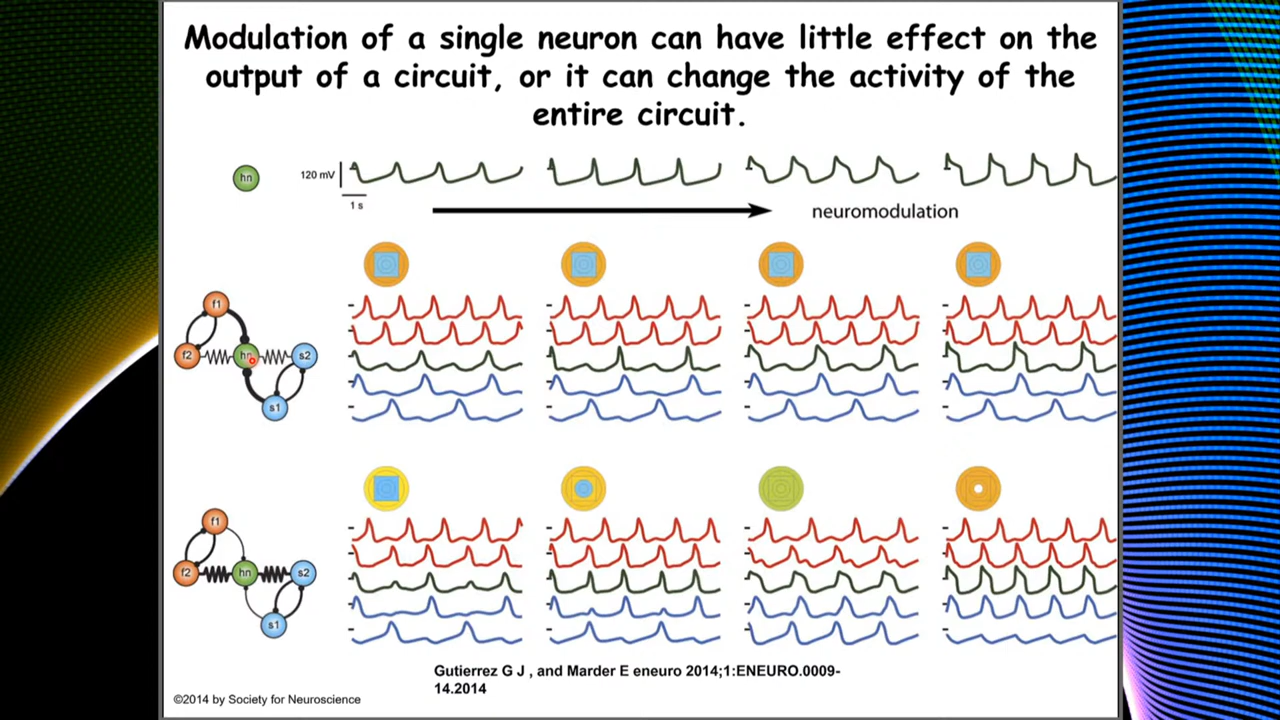 Modulation of a single neuron can have little effect on the
output of a circuit, or it can change the activity of the
entire circuit.
hn
120 mV
1 s
neuromodulation
f1
f2
hn
s2
s1
f1
f2
hn
s2
s1
Gutierrez G J , and Marder E eneuro 2014;1:ENEURO.0009-
14.2014
©2014 by Society for Neuroscience